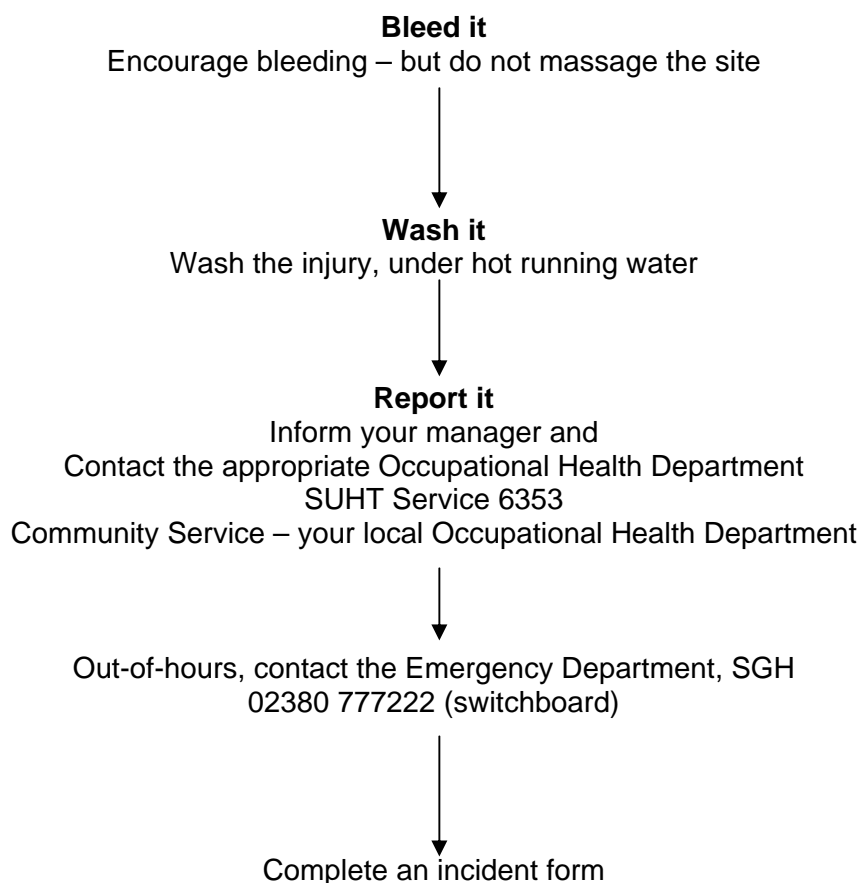 Bleed it
Encourage bleeding – but do not massage the site
Wash it
Wash the injury, under hot running water
Report it
Inform your manager and
Contact the appropriate Occupational Health Department
SUHT Service 6353
Community Service – your local Occupational Health Department
Out-of-hours, contact the Emergency Department, SGH
02380 777222 (switchboard)
Complete an incident form